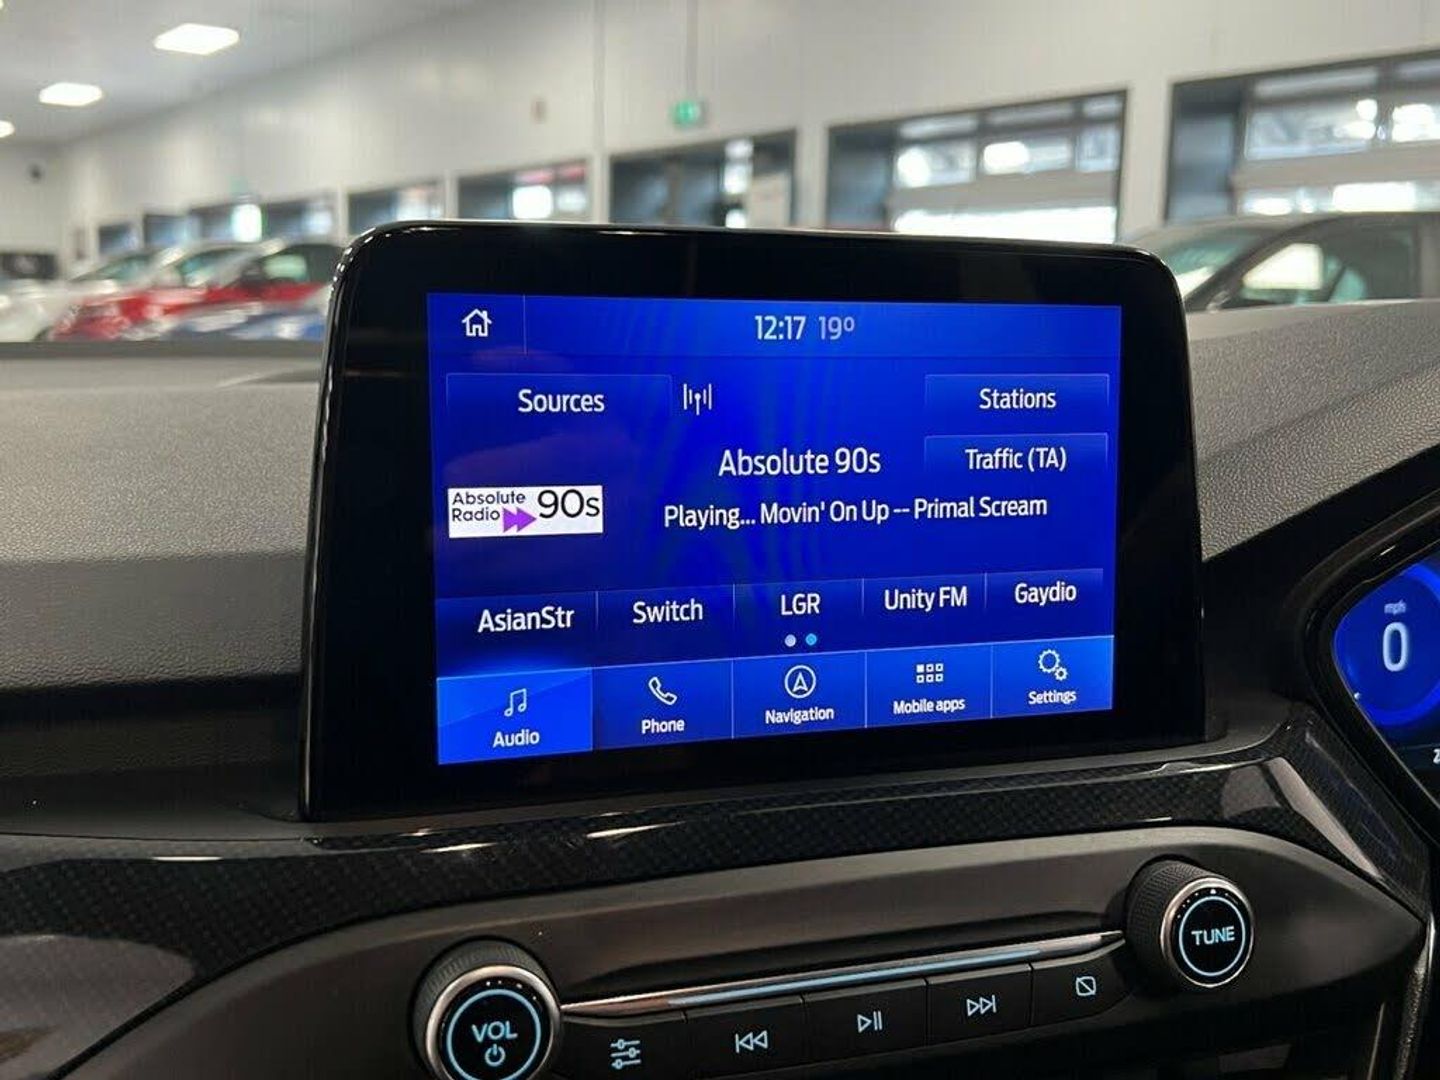 12:17 19°
Sources
Stations
Absolute 90s
Traffic (TA)
Absolute
Radio 90s
Playing... Movin' On Up -- Primal Scream
AsianStr
Switch
LGR
Unity FM
Gaydio
Audio
Phone
Navigation
Mobile apps
Settings
mph
0
TUNE
VOL